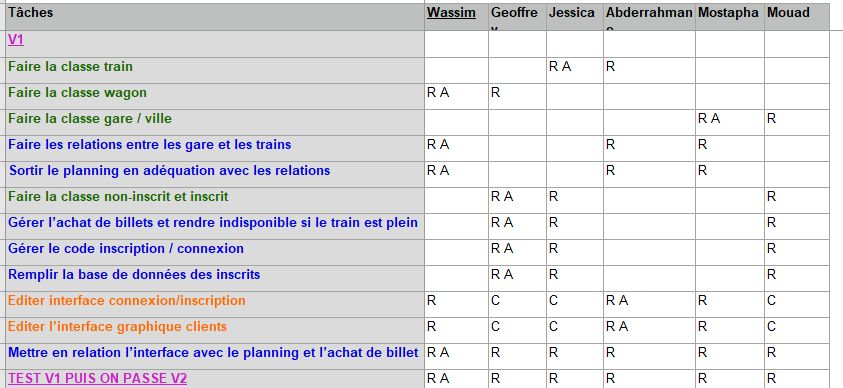 Tâches Wassim Geoffrey Jessica Abderrahmane Mostapha Mouad
V1
Faire la classe train R A R
Faire la classe wagon R A R
Faire la classe gare / ville R A R
Faire les relations entre les gare et les trains R A R R
Sortir le planning en adéquation avec les relations R A R R
Faire la classe non-inscrit et inscrit R A R R
Gérer l'achat de billets et rendre indisponible si le train est plein R A R R
Gérer le code inscription / connexion R A R R
Remplir la base de données des inscrits R A R R
Editer interface connexion/inscription R C C R A R C
Editer l'interface graphique clients R C C R A R C
Mettre en relation l'interface avec le planning et l'achat de billet R A R R R R R
TEST V1 PUIS ON PASSE V2 R A R R R R R